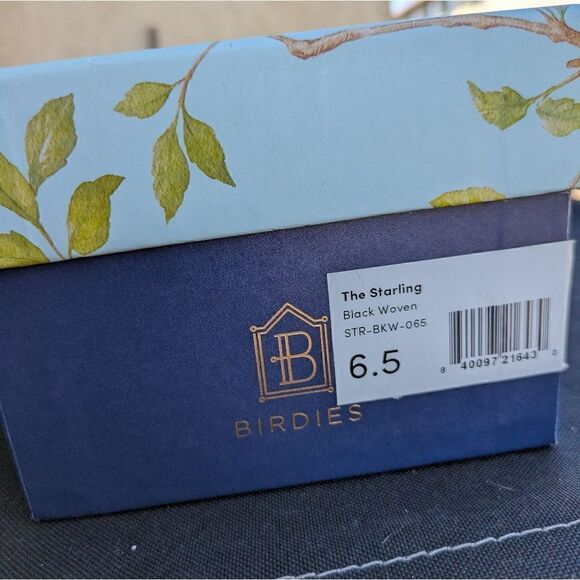 The Starling
Black Woven
STR-BKW-065
6.5
8 40097 21643 0
B
BIRDIES